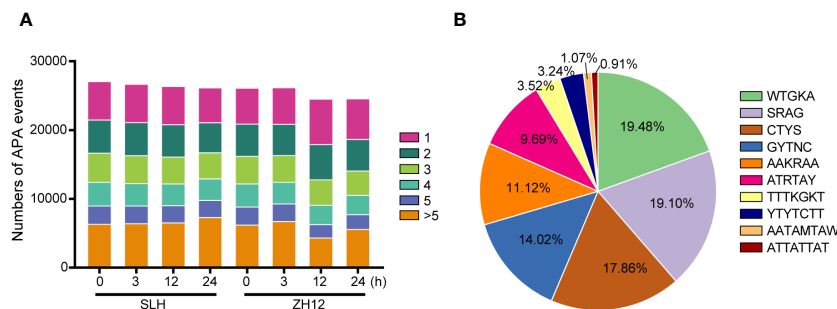 A
Numbers of APA events
30000
20000
10000
0
0 3 12 24 0 3 12 24 (h)
SLH ZH12
1
2
3
4
5
>5
B
19.48%
19.10%
17.86%
14.02%
11.12%
9.69%
3.52%
3.24%
1.07%
0.91%
WTGKA
SRAG
CTYS
GYTNC
AAKRAA
ATRTAY
TTTKGKT
YTYTCTT
AATAMTAW
ATTATTAT